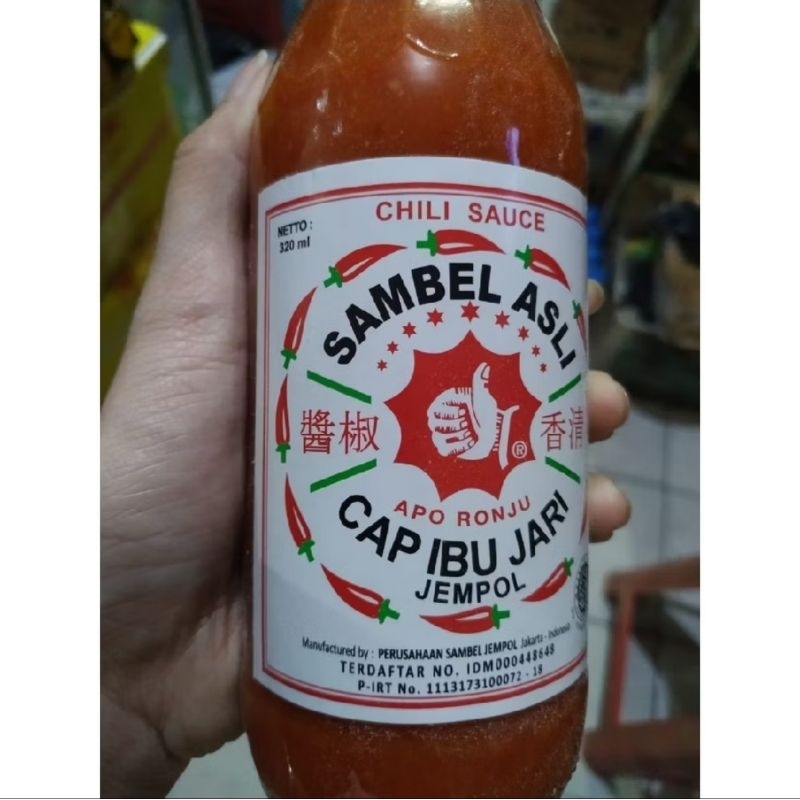 CHILI SAUCE
NETTO :
320 ml
SAMBEL ASLI
醬椒
香清
®
APO RONJU
CAP IBU JARI
JEMPOL
Manufactured by : PERUSAHAAN SAMBEL JEMPOL Jakarta - Indonesia
TERDAFTAR NO. IDM000448648
P-IRT No. 1113173100072 - 18